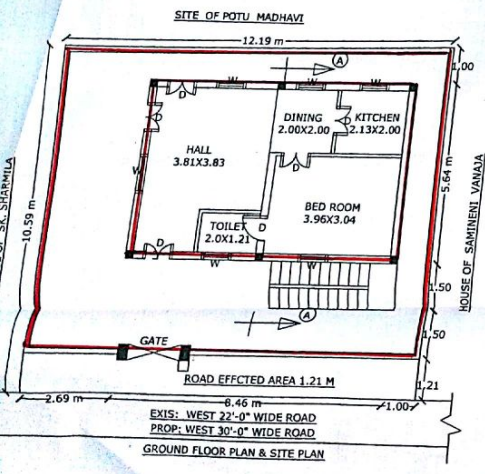 SITE OF POTU MADHAVI
12.19 m
A
1.00
W
W
W
D
D
DINING
2.00X2.00
KITCHEN
2.13X2.00
D
HALL
3.81X3.83
D
W
BED ROOM
3.96X3.04
TOILET
2.0X1.21
D
D
W
W
10.59 m
SK. SHARMILA
5.64 m
HOUSE OF SAMINENI VANAJA
1.50
A
1.50
GATE
ROAD EFFCTED AREA 1.21 M
1.21
2.69 m
8.46 m
1.00
EXIS: WEST 22'-0" WIDE ROAD
PROP: WEST 30'-0" WIDE ROAD
GROUND FLOOR PLAN & SITE PLAN